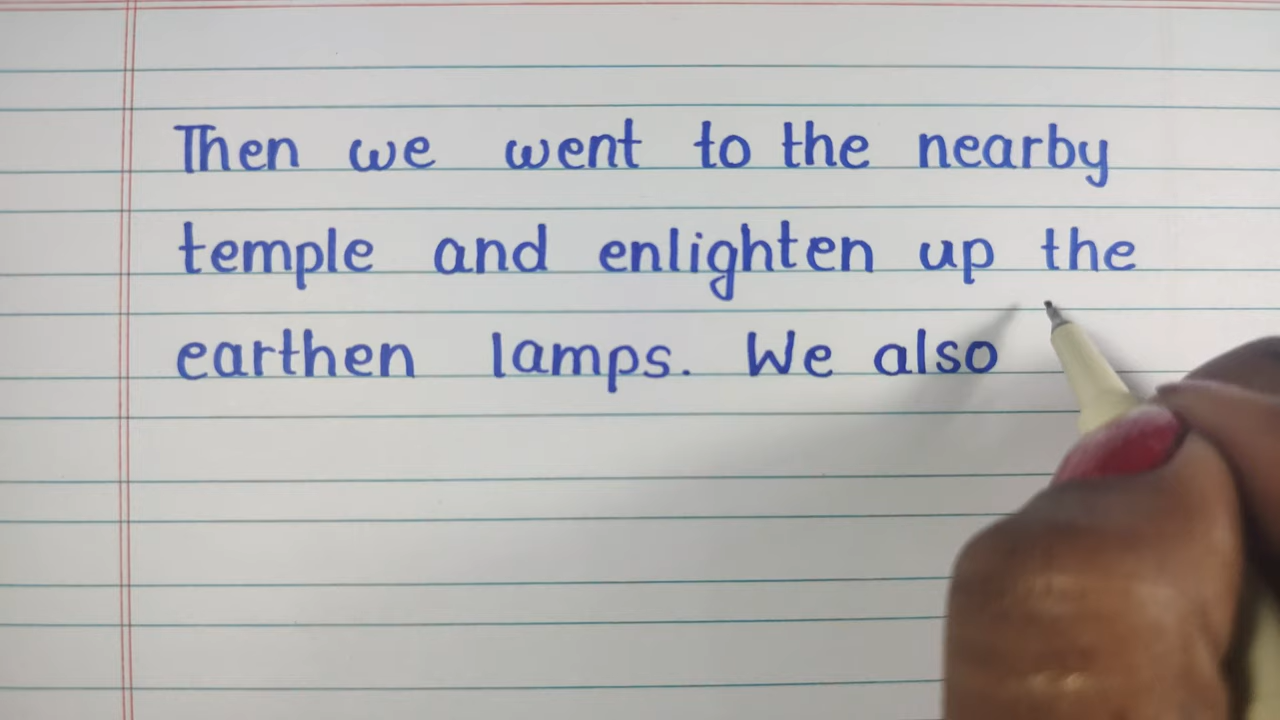 Then we went to the nearby
temple and enlighten up the
earthen lamps. We also